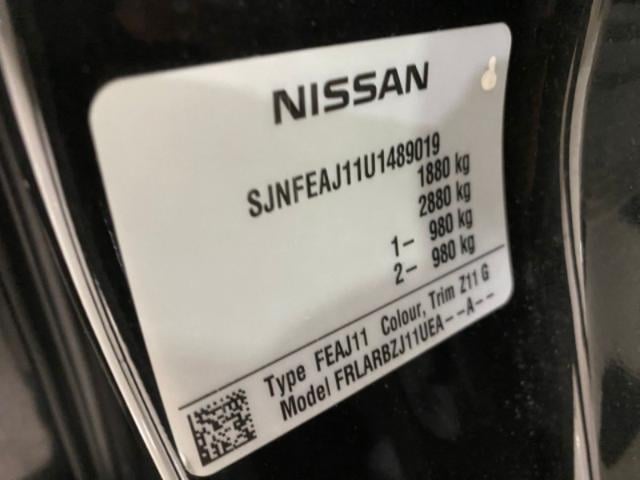 NISSAN
SJNFEAJ11U1489019
1880 kg
2880 kg
1– 980 kg
2– 980 kg
Type FEAJ11 Colour, Trim Z11 G
Model FRLARBZJ11UEA--A--